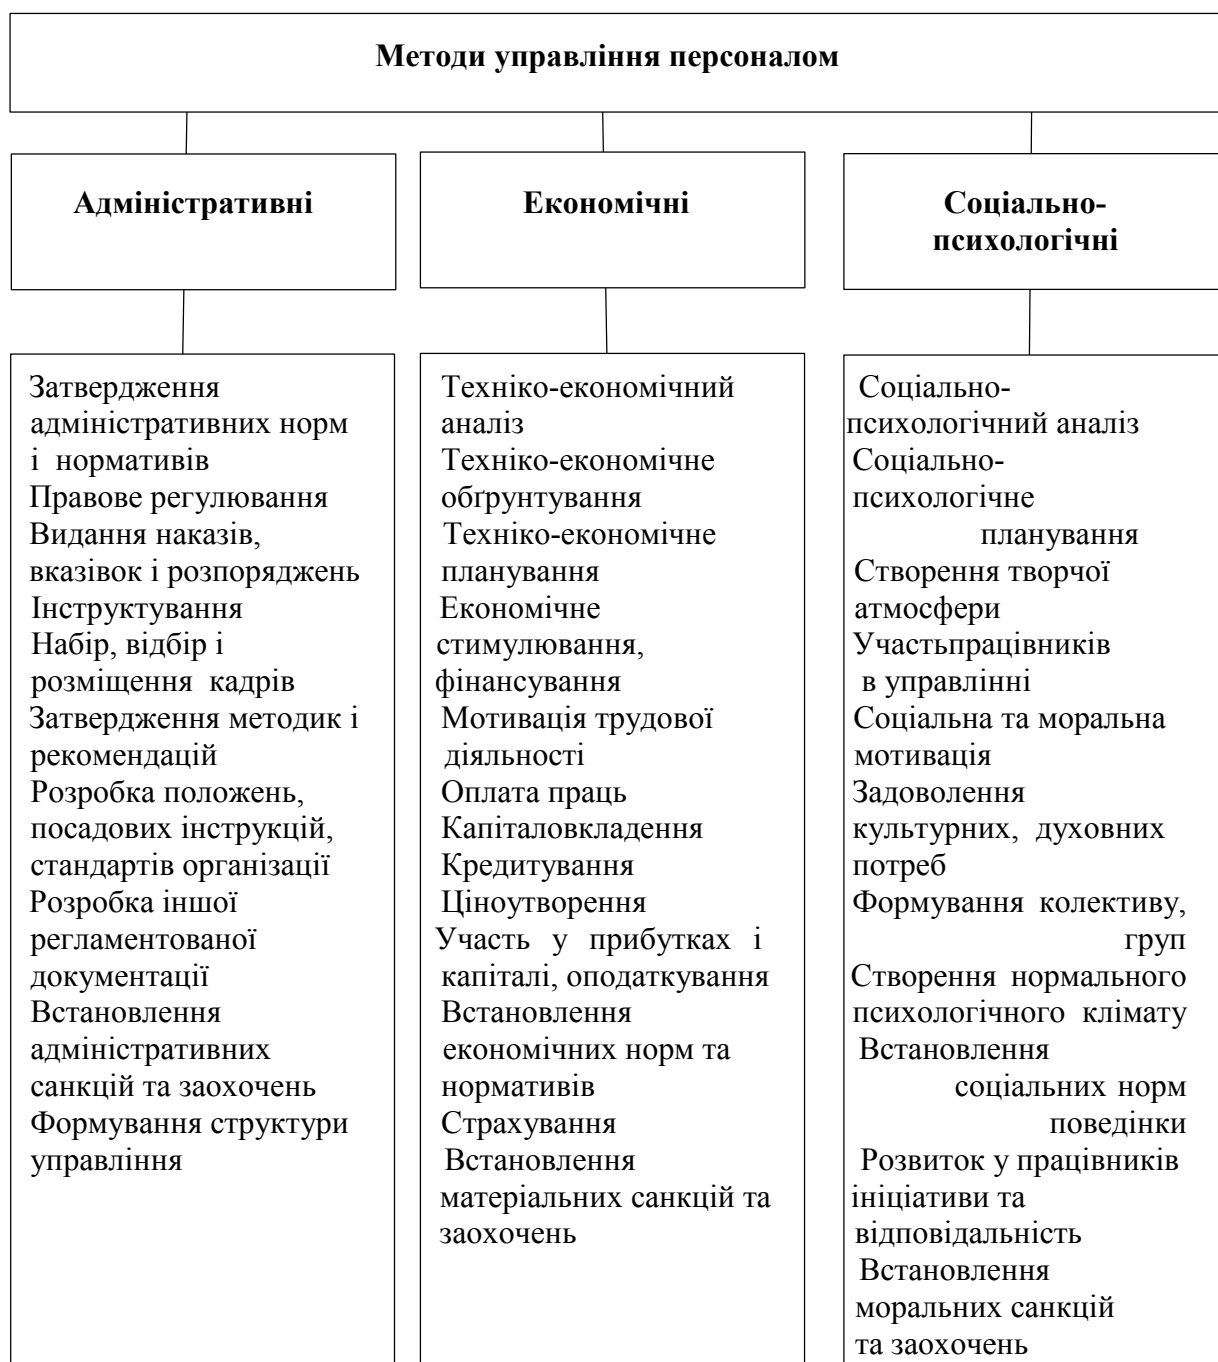 Методи управління персоналом
Адміністративні
Економічні
Соціально-
психологічні
Затвердження
адміністративних норм
і нормативів
Правове регулювання
Видання наказів,
вказівок і розпоряджень
Інструктування
Набір, відбір і
розміщення кадрів
Затвердження методик і
рекомендацій
Розробка положень,
посадових інструкцій,
стандартів організації
Розробка іншої
регламентованої
документації
Встановлення
адміністративних
санкцій та заохочень
Формування структури
управління
Техніко-економічний
аналіз
Техніко-економічне
обґрунтування
Техніко-економічне
планування
Економічне
стимулювання,
фінансування
Мотивація трудової
діяльності
Оплата праць
Капіталовкладення
Кредитування
Ціноутворення
Участь у прибутках і
капіталі, оподаткування
Встановлення
економічних норм та
нормативів
Страхування
Встановлення
матеріальних санкцій та
заохочень
Соціально-
психологічний аналіз
Соціально-
психологічне
планування
Створення творчої
атмосфери
Участьпрацівників
в управлінні
Соціальна та моральна
мотивація
Задоволення
культурних, духовних
потреб
Формування колективу,
груп
Створення нормального
психологічного клімату
Встановлення
соціальних норм
поведінки
Розвиток у працівників
ініціативи та
відповідальність
Встановлення
моральних санкцій
та заохочень